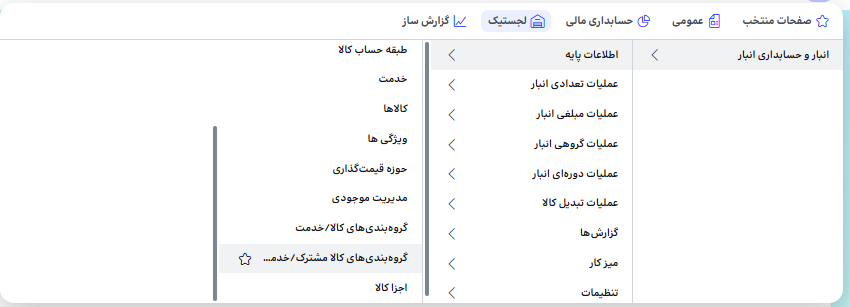 صفحات منتخب
عمومی
حسابداری مالی
لجستیک
گزارش ساز
انبار و حسابداری انبار
اطلاعات پایه
عملیات تعدادی انبار
عملیات مبلغی انبار
عملیات گروهی انبار
عملیات دوره‌ای انبار
عملیات تبدیل کالا
گزارش‌ها
میز کار
تنظیمات
طبقه حساب کالا
خدمت
کالاها
ویژگی ها
حوزه قیمت‌گذاری
مدیریت موجودی
گروه‌بندی‌های کالا/خدمت
گروه‌بندی‌های کالا مشترک/خدم...
اجزا کالا